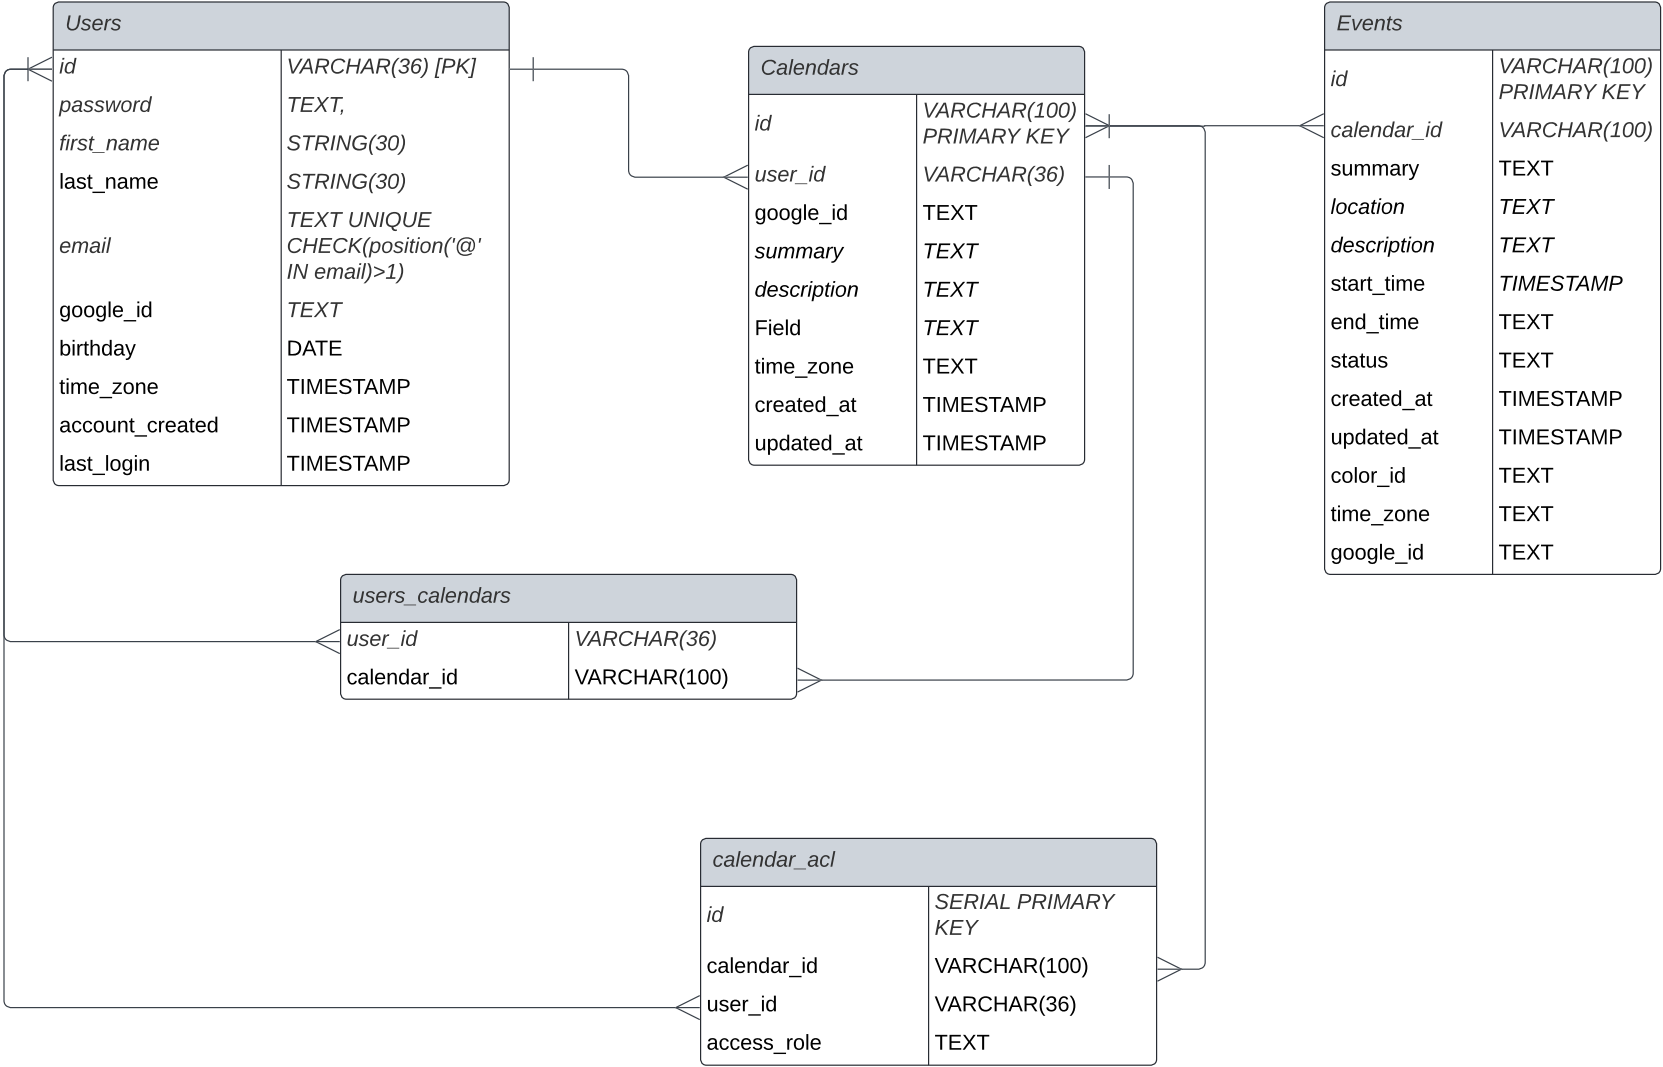 Users
id VARCHAR(36) [PK]
password TEXT,
first_name STRING(30)
last_name STRING(30)
email TEXT UNIQUE
CHECK(position('@'
IN email)>1)
google_id TEXT
birthday DATE
time_zone TIMESTAMP
account_created TIMESTAMP
last_login TIMESTAMP
Calendars
id VARCHAR(100)
PRIMARY KEY
user_id VARCHAR(36)
google_id TEXT
summary TEXT
description TEXT
Field TEXT
time_zone TEXT
created_at TIMESTAMP
updated_at TIMESTAMP
Events
id VARCHAR(100)
PRIMARY KEY
calendar_id VARCHAR(100)
summary TEXT
location TEXT
description TEXT
start_time TIMESTAMP
end_time TEXT
status TEXT
created_at TIMESTAMP
updated_at TIMESTAMP
color_id TEXT
time_zone TEXT
google_id TEXT
users_calendars
user_id VARCHAR(36)
calendar_id VARCHAR(100)
calendar_acl
id SERIAL PRIMARY
KEY
calendar_id VARCHAR(100)
user_id VARCHAR(36)
access_role TEXT